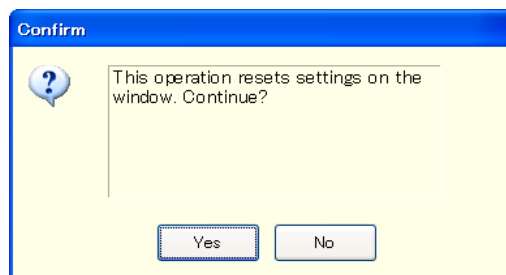 Confirm
This operation resets settings on the
window. Continue?
Yes
No